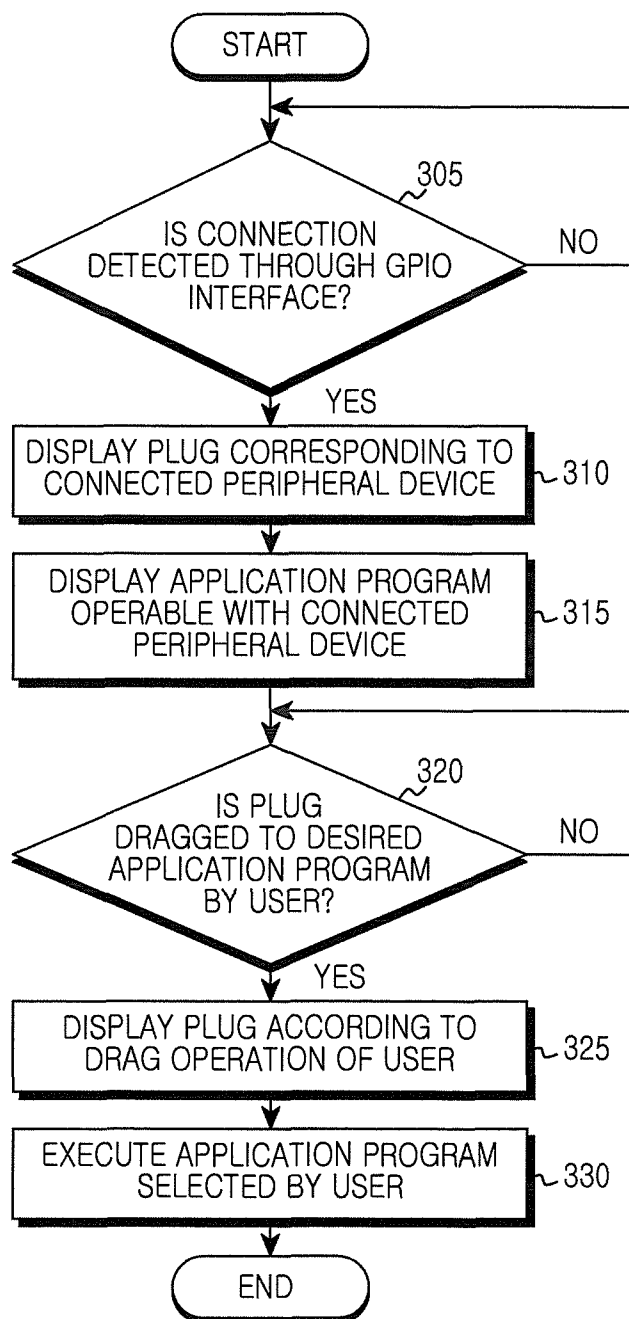 START
305
IS CONNECTION
DETECTED THROUGH GPIO
INTERFACE?
NO
YES
DISPLAY PLUG CORRESPONDING TO
CONNECTED PERIPHERAL DEVICE
310
DISPLAY APPLICATION PROGRAM
OPERABLE WITH CONNECTED
PERIPHERAL DEVICE
315
320
IS PLUG
DRAGGED TO DESIRED
APPLICATION PROGRAM
BY USER?
NO
YES
DISPLAY PLUG ACCORDING TO
DRAG OPERATION OF USER
325
EXECUTE APPLICATION PROGRAM
SELECTED BY USER
330
END